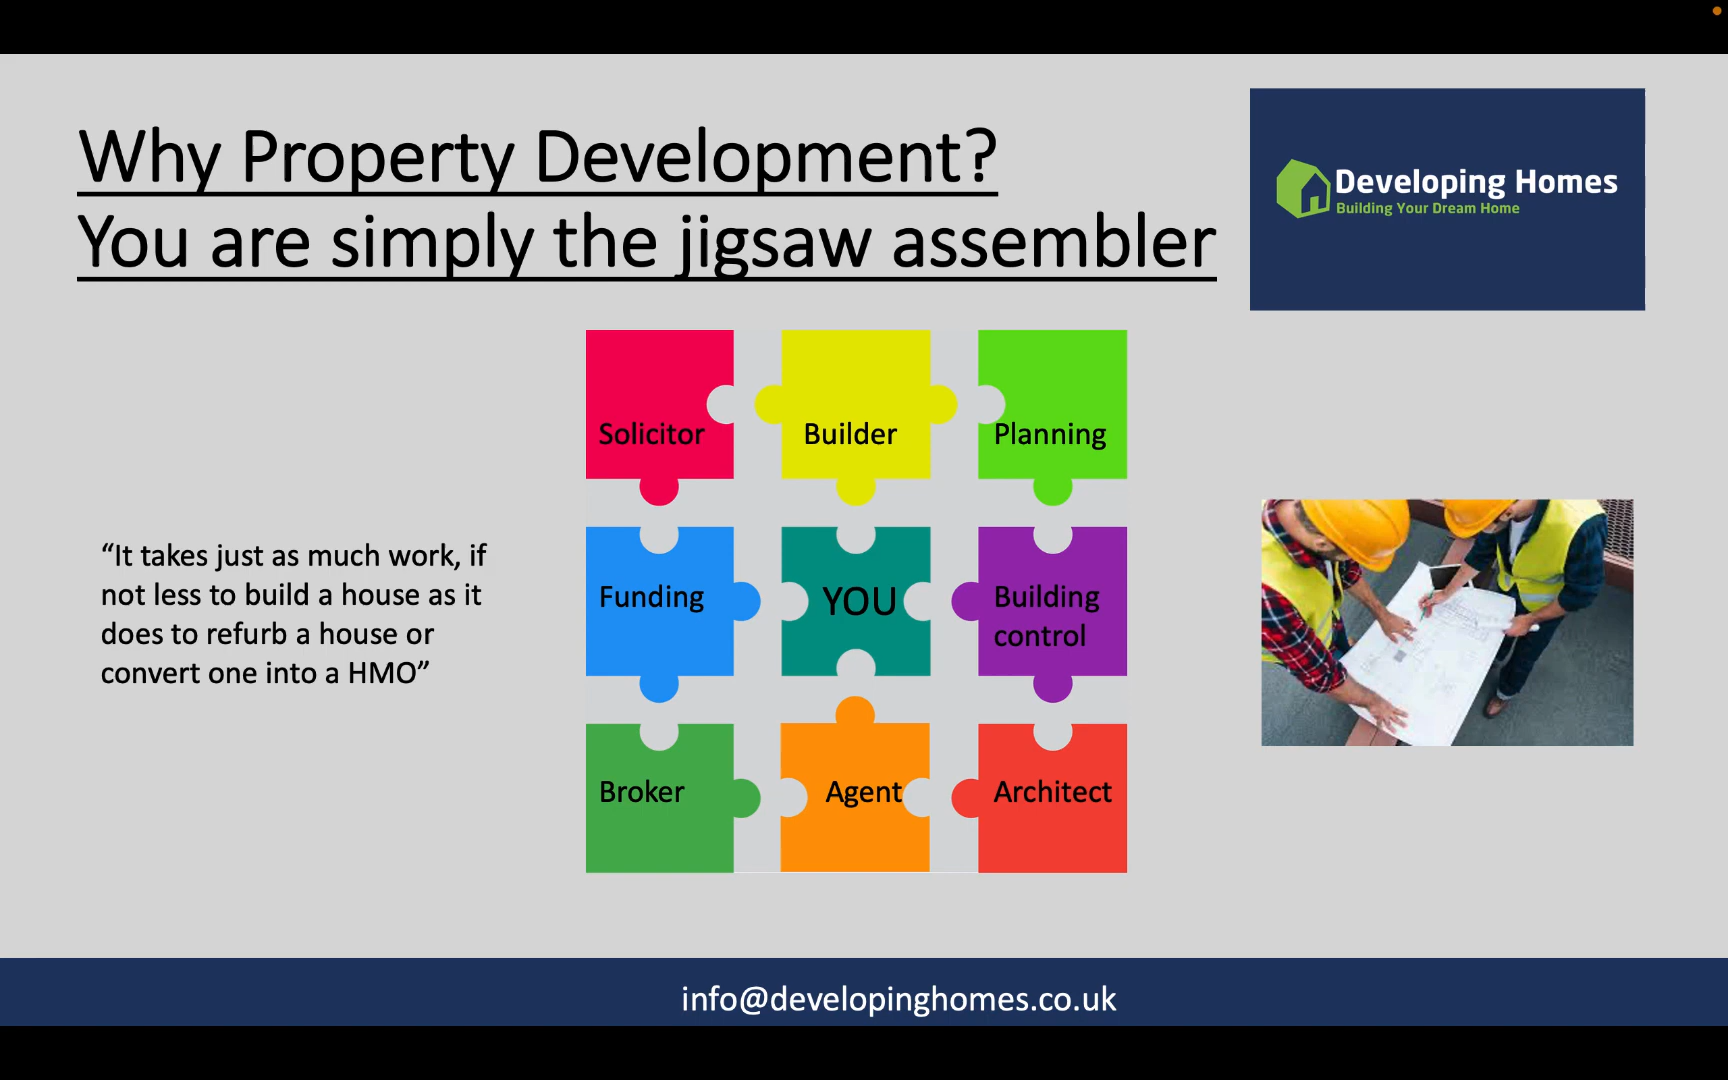 Why Property Development?
You are simply the jigsaw assembler
Developing Homes
Building Your Dream Home
Solicitor
Builder
Planning
“It takes just as much work, if
not less to build a house as it
does to refurb a house or
convert one into a HMO”
Funding
YOU
Building
control
Broker
Agent
Architect
info@developinghomes.co.uk